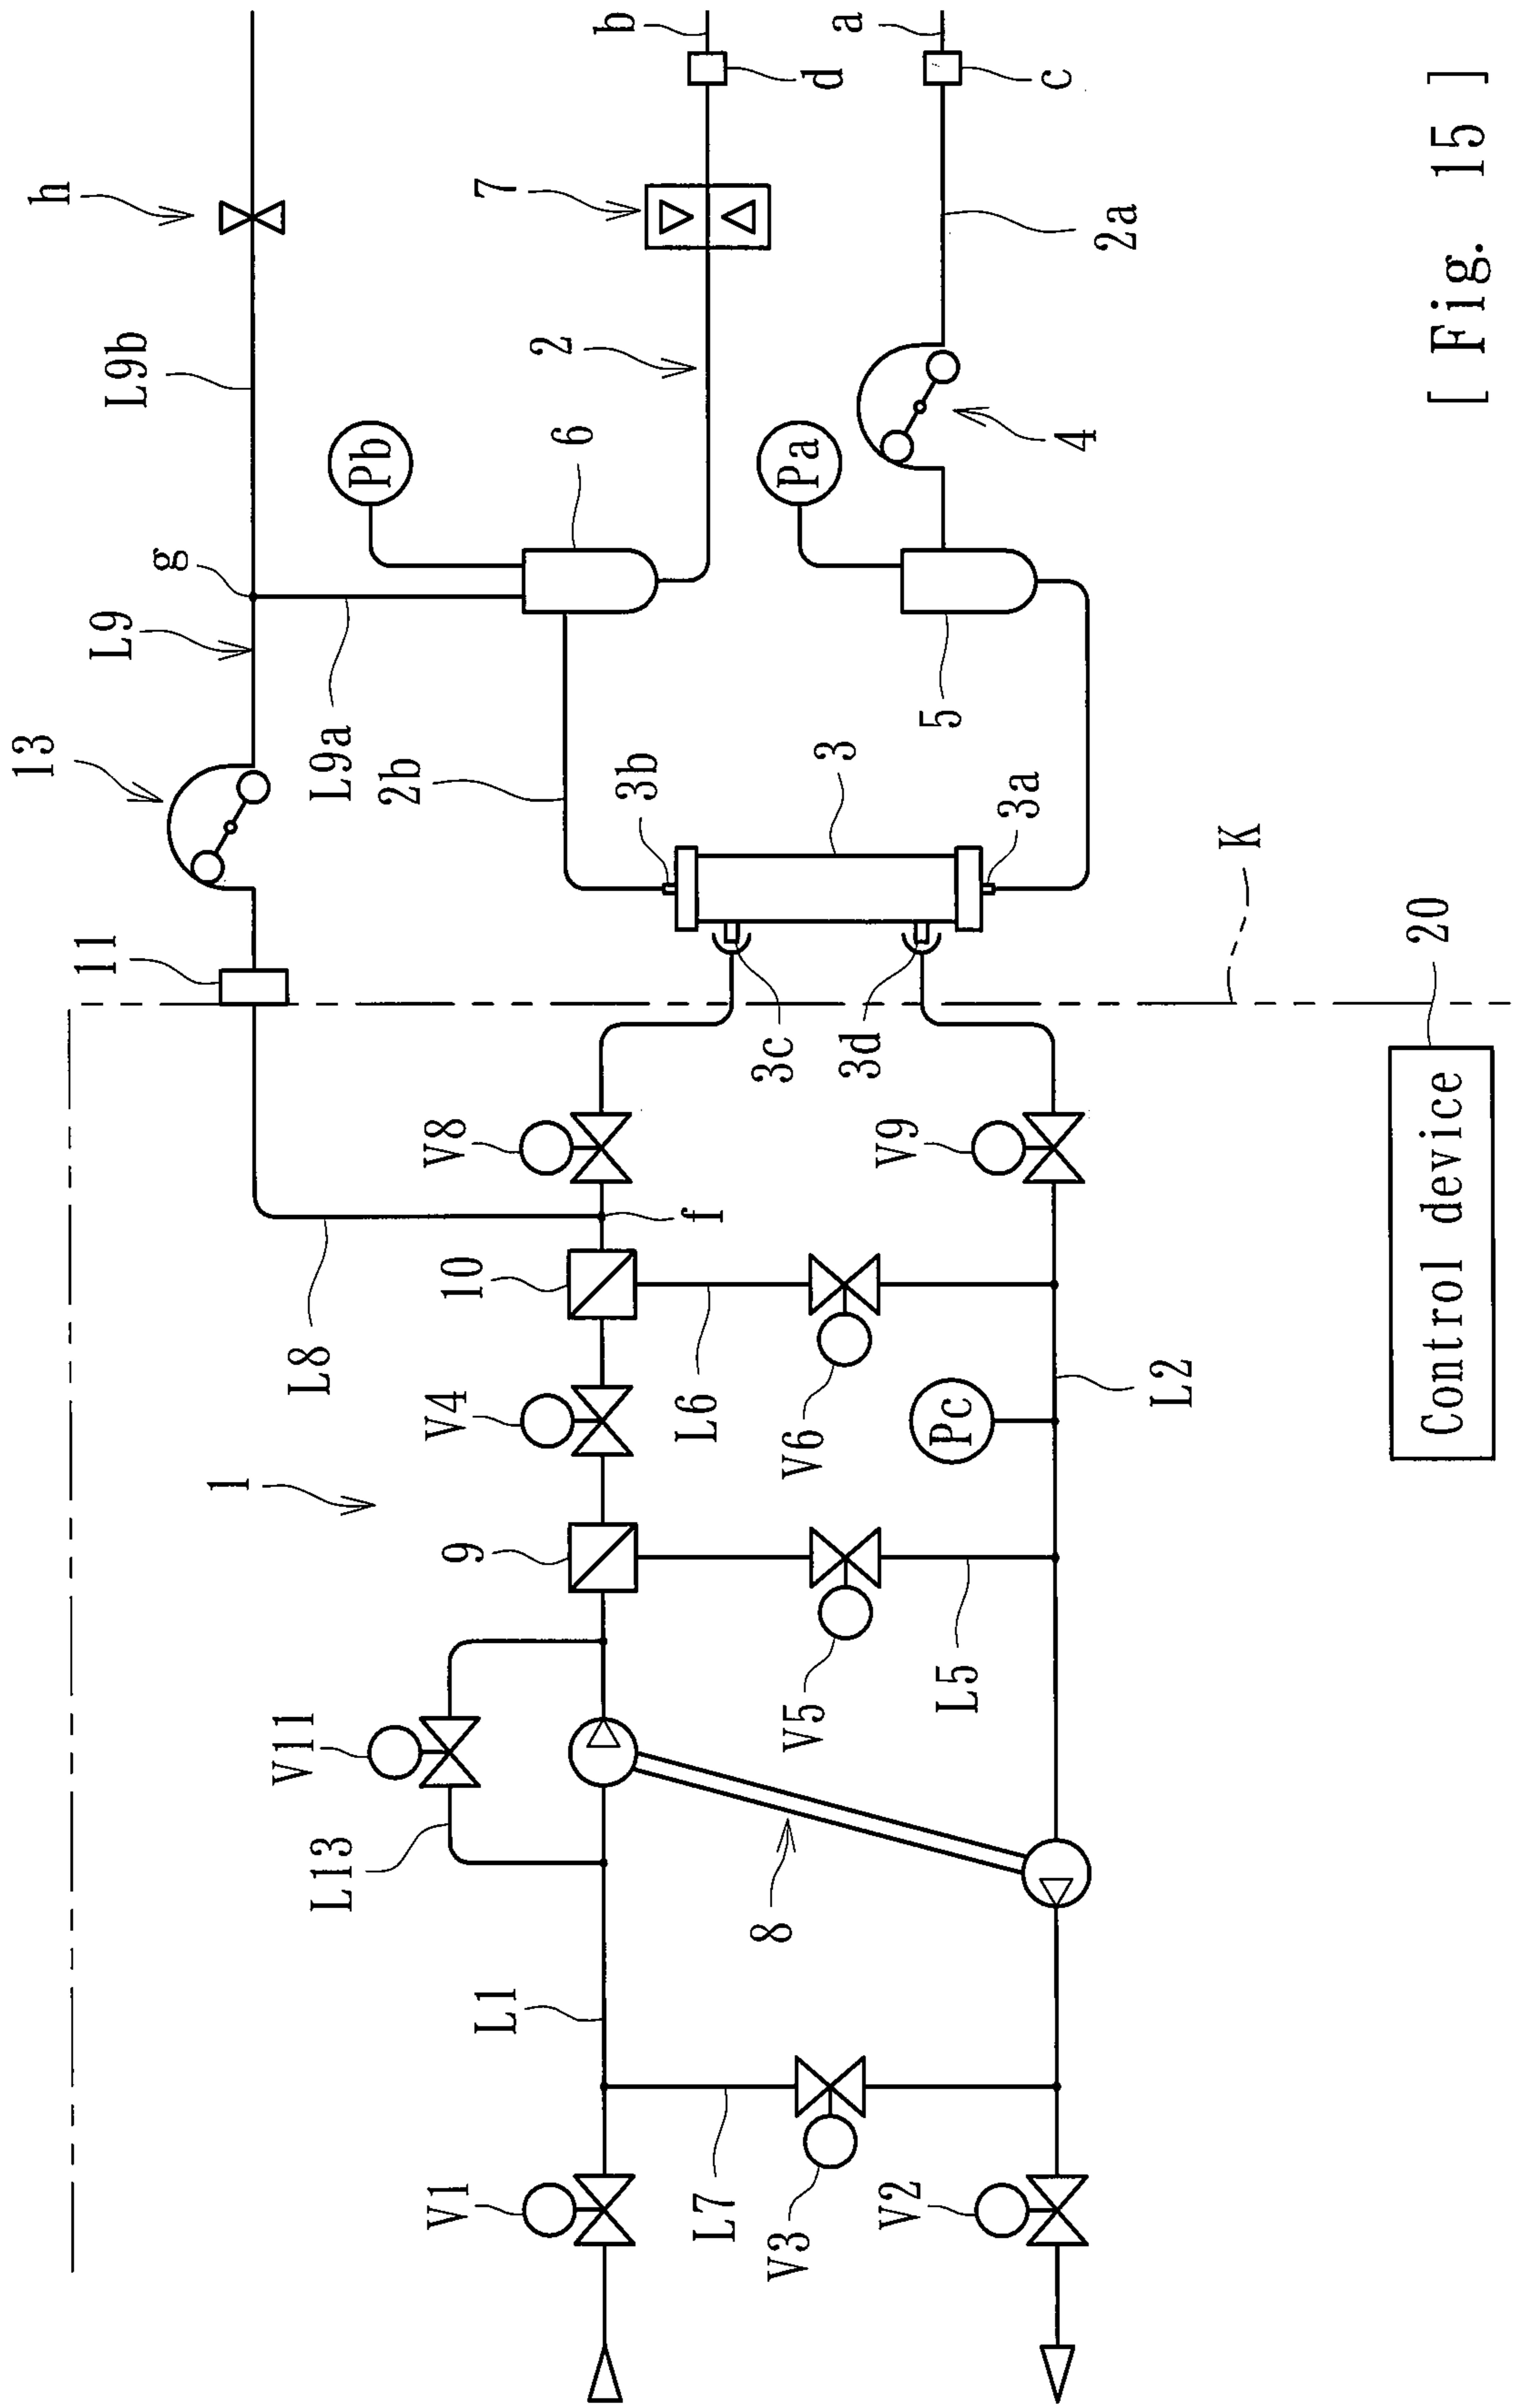 h
b
a
d
c
7
L9b
2
2a
Pb
6
Pa
4
g
L9
5
13
L9a
2b
3b
3
3a
K
11
20
3c
3d
V8
V9
f
10
L8
L6
V6
V4
Pc
L2
Control device
1
9
V5
L5
V11
L13
8
L1
L7
V3
V1
V2
[ Fig. 15 ]